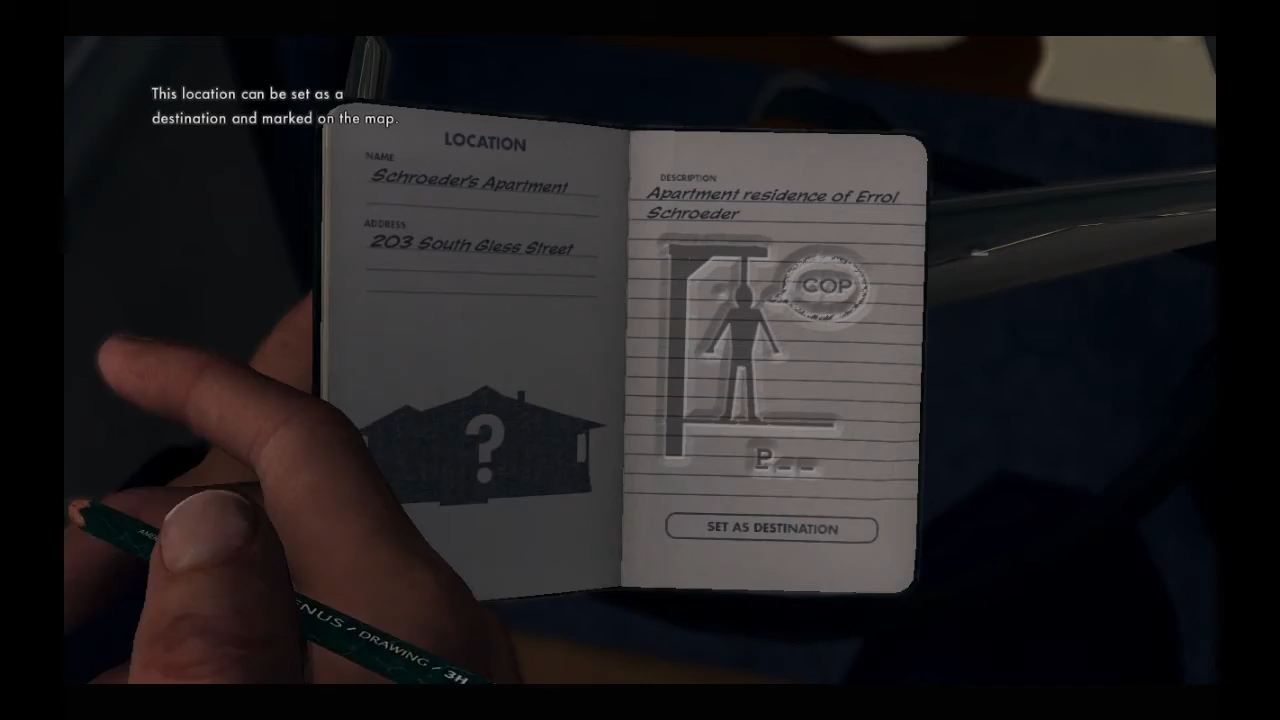 This location can be set as a
destination and marked on the map.
LOCATION
NAME
Schroeder's Apartment
ADDRESS
203 South Gless Street
?
DESCRIPTION
Apartment residence of Errol
Schroeder
COP
P _ _
SET AS DESTINATION
ENUS / DRAWING / 3H